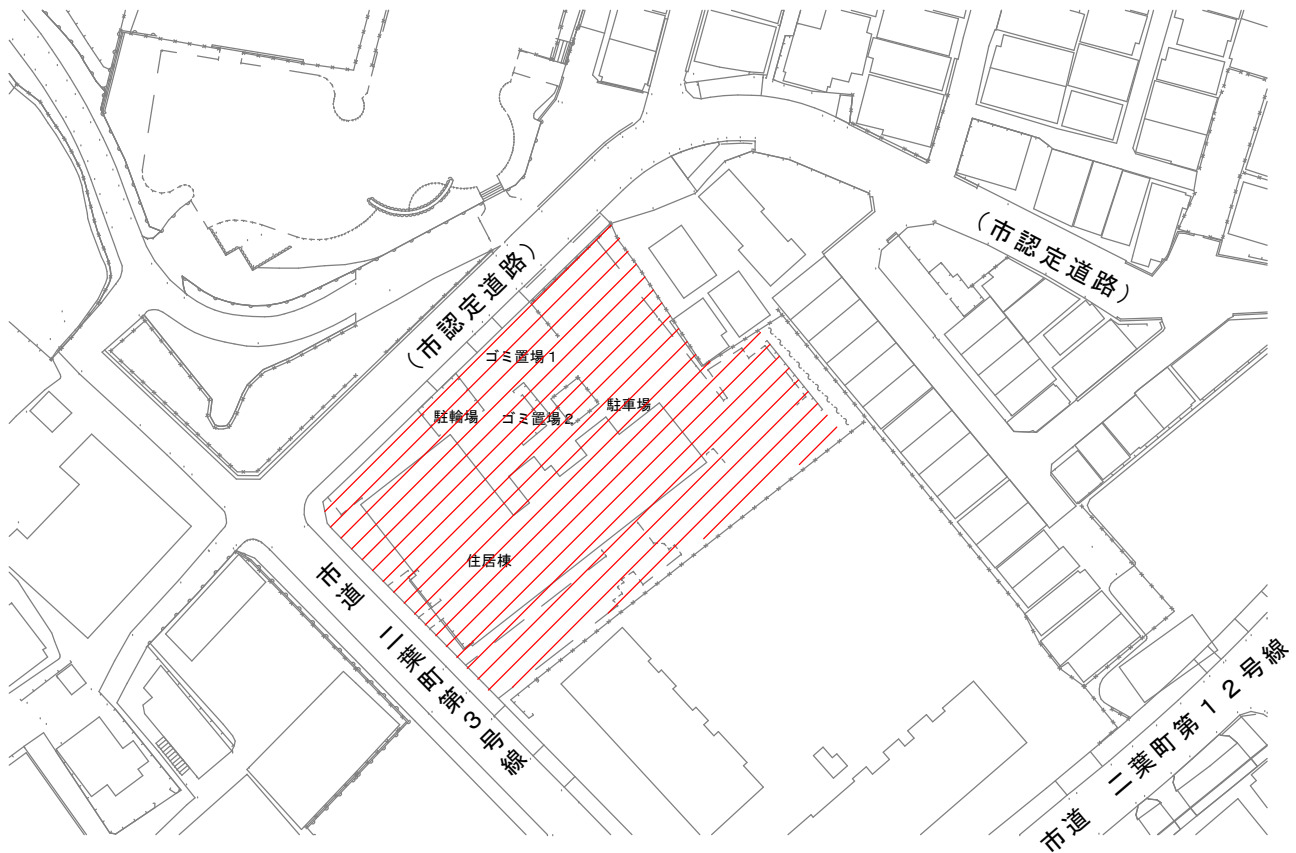 (市認定道路)
(市認定道路)
ゴミ置場１
駐輪場
ゴミ置場２
駐車場
住居棟
市道　二葉町第３号線
市道　二葉町第１２号線